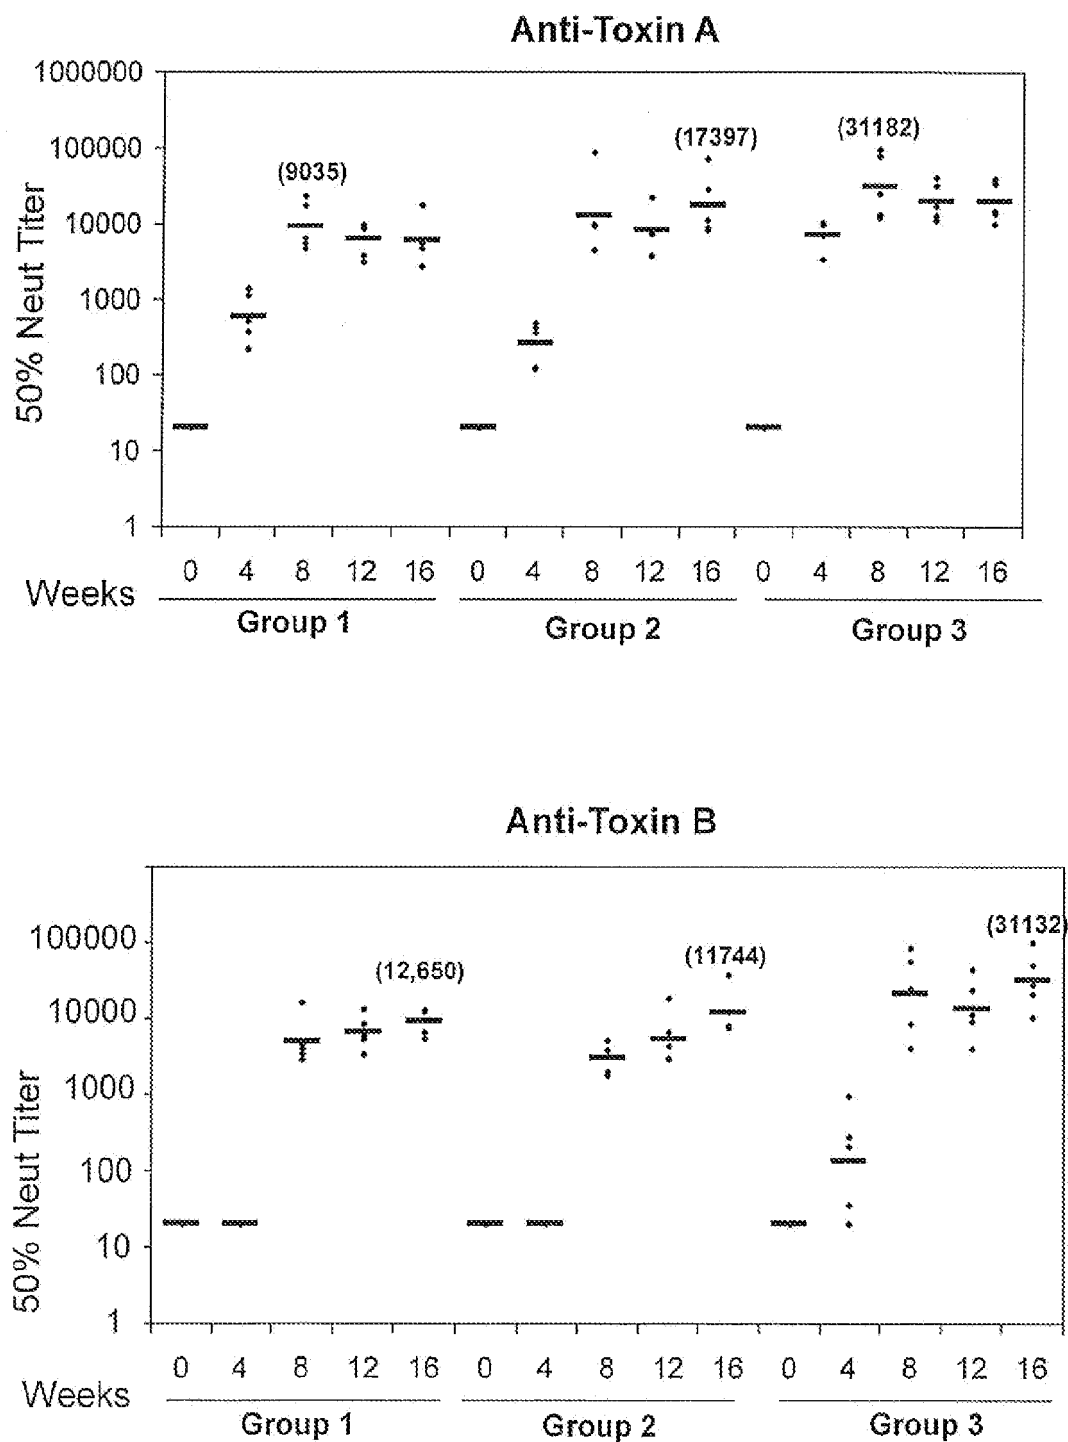 Anti-Toxin A
1000000
100000
10000
1000
100
10
1
50% Neut Titer
(9035)
(17397)
(31182)
Weeks 0 4 8 12 16 0 4 8 12 16 0 4 8 12 16
Group 1 Group 2 Group 3
Anti-Toxin B
100000
10000
1000
100
10
1
50% Neut Titer
(12,650)
(11744)
(31132)
Weeks 0 4 8 12 16 0 4 8 12 16 0 4 8 12 16
Group 1 Group 2 Group 3